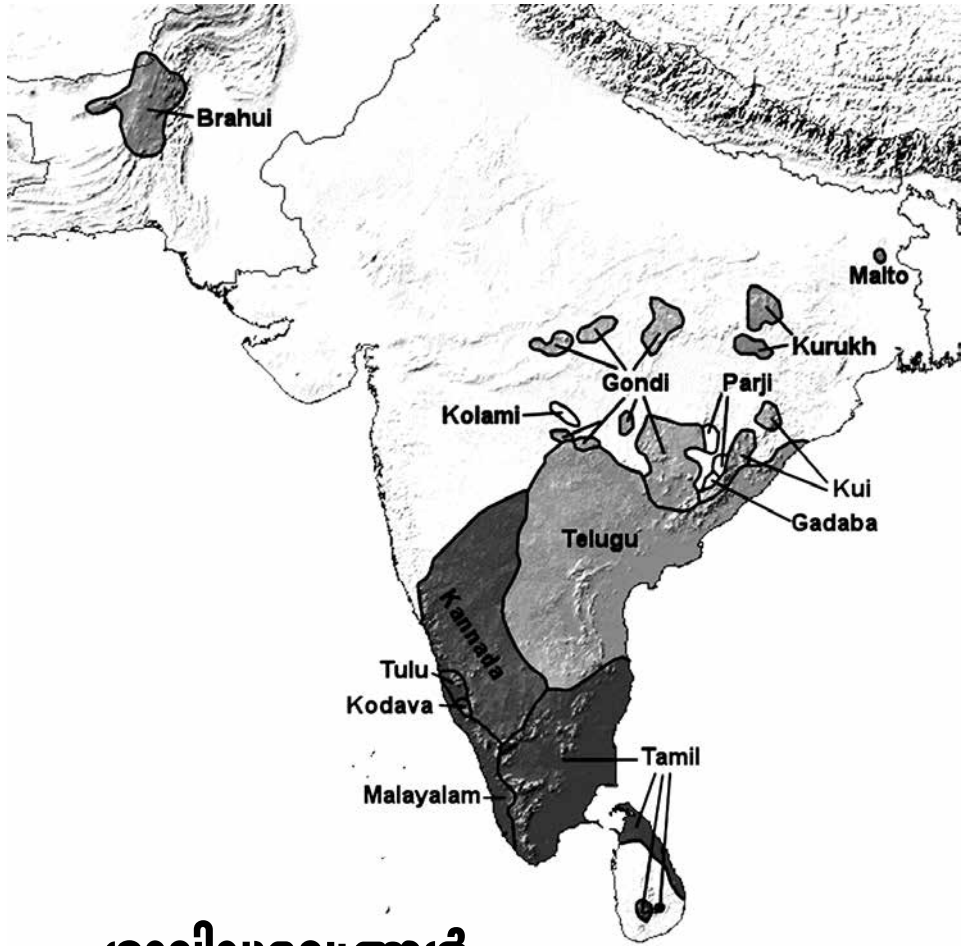 Brahui
Malto
Kurukh
Gondi
Parji
Kolami
Kui
Gadaba
Telugu
Kannada
Tulu
Kodava
Tamil
Malayalam